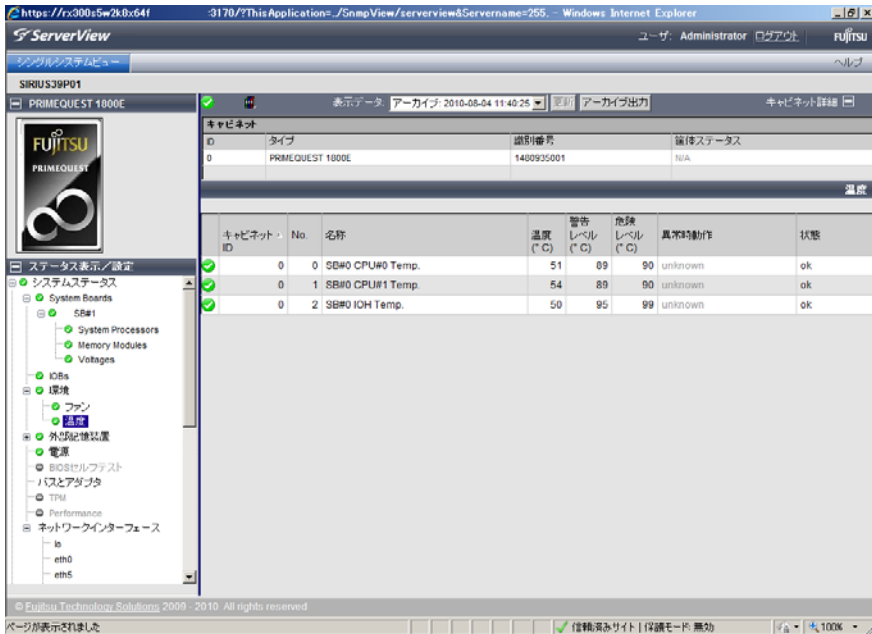 https://rx300s5w2k8x64f :3170/?ThisApplication=../SnmpView/serverview&Servername=255. - Windows Internet Explorer
ServerView
ユーザ: Administrator ログアウト FUJITSU
シングルシステムビュー ヘルプ
SIRIUS39P01
PRIMEQUEST 1800E
表示データ: アーカイブ: 2010-08-04 11:40:25 更新 アーカイブ出力 キャビネット詳細
FUJITSU
PRIMEQUEST
キャビネット
ID タイプ 識別番号 筐体ステータス
0 PRIMEQUEST 1800E 1480935001 N/A
温度
キャビネットID No. 名称 温度(°C) 警告レベル(°C) 危険レベル(°C) 異常時動作 状態
0 0 SB#0 CPU#0 Temp. 51 89 90 unknown ok
0 1 SB#0 CPU#1 Temp. 54 89 90 unknown ok
0 2 SB#0 IOH Temp. 50 95 99 unknown ok
ステータス表示／設定
システムステータス
System Boards
SB#1
System Processors
Memory Modules
Voltages
IOBs
環境
ファン
温度
外部記憶装置
電源
BIOSセルフテスト
バスとアダプタ
TPM
Performance
ネットワークインターフェース
lo
eth0
eth5
© Fujitsu Technology Solutions 2009 - 2010 All rights reserved
ページが表示されました 信頼済みサイト | 保護モード: 無効 100%